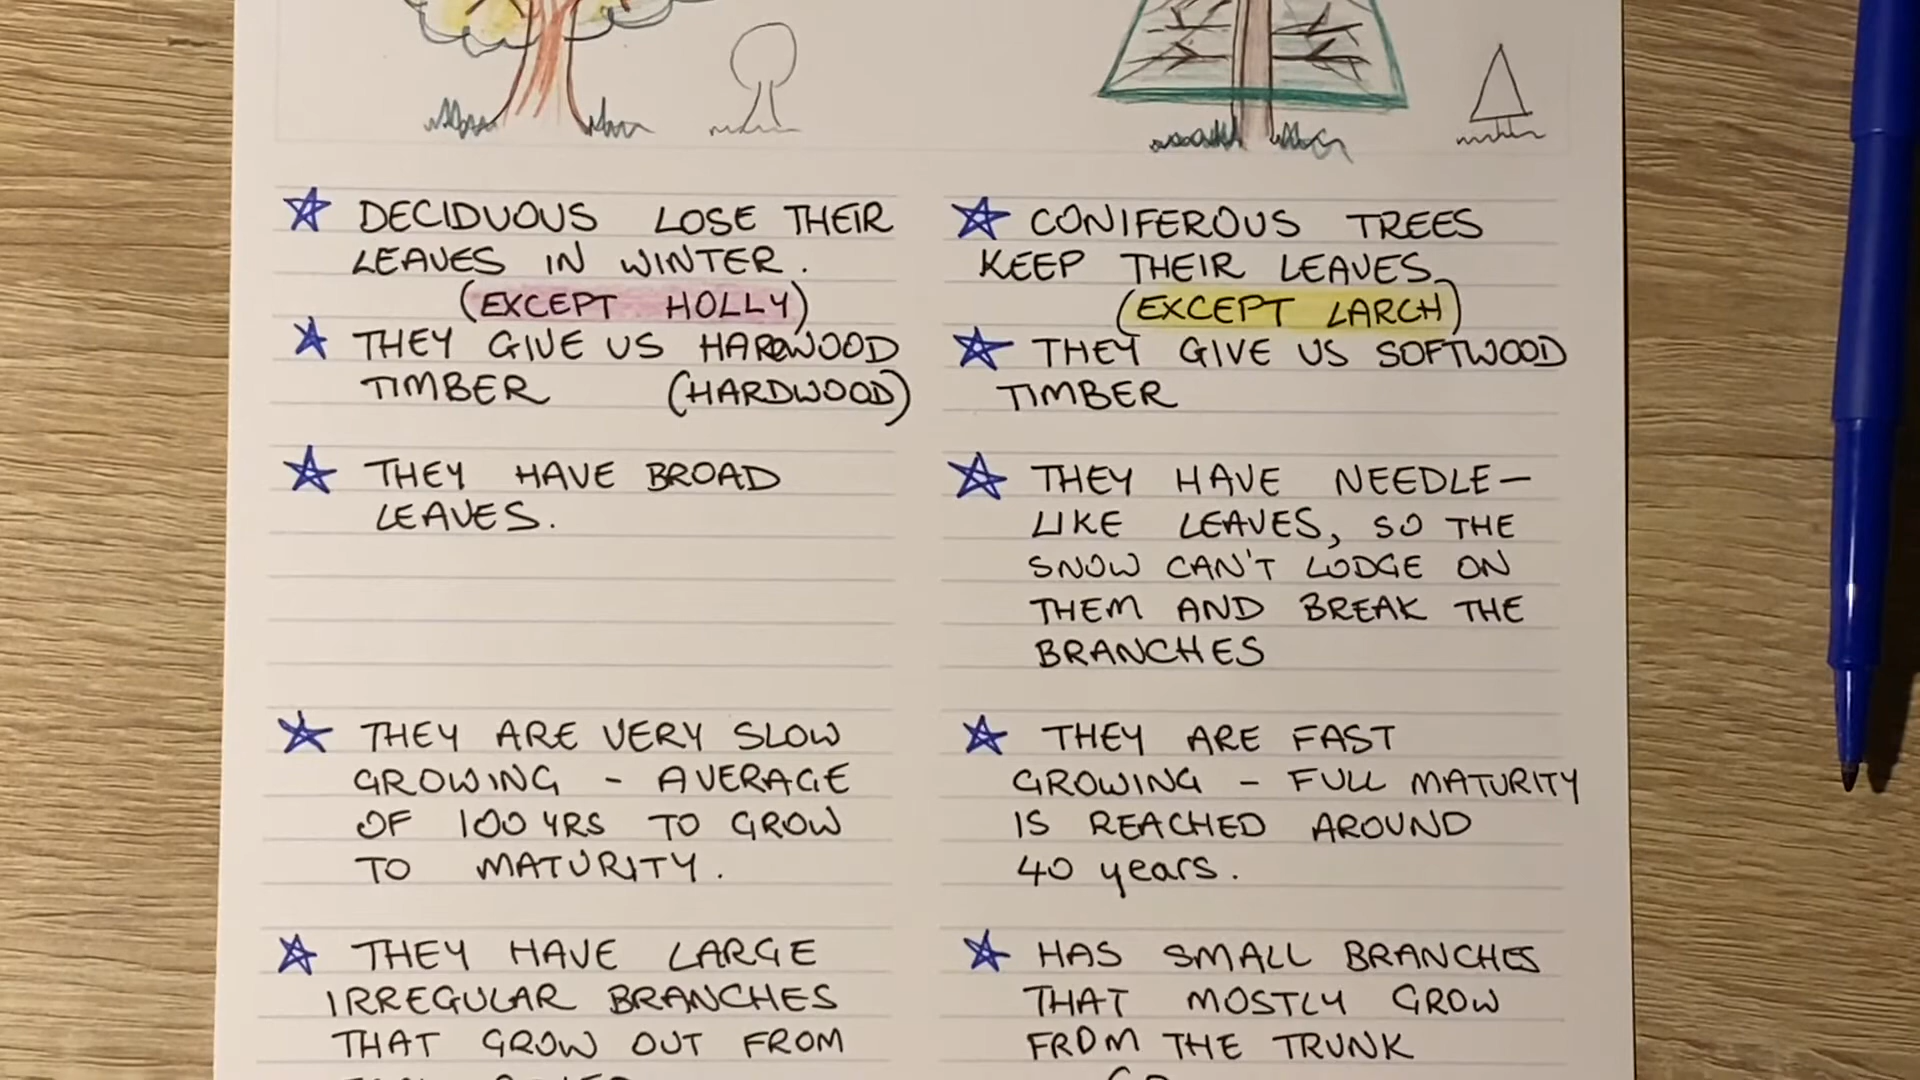 ☆ DECIDUOUS LOSE THEIR
LEAVES IN WINTER.
(EXCEPT HOLLY)
☆ THEY GIVE US HARDWOOD
TIMBER (HARDWOOD)
☆ THEY HAVE BROAD
LEAVES.
☆ THEY ARE VERY SLOW
GROWING - AVERAGE
OF 100 YRS TO GROW
TO MATURITY.
☆ THEY HAVE LARGE
IRREGULAR BRANCHES
THAT GROW OUT FROM
☆ CONIFEROUS TREES
KEEP THEIR LEAVES
(EXCEPT LARCH)
☆ THEY GIVE US SOFTWOOD
TIMBER
☆ THEY HAVE NEEDLE-
LIKE LEAVES, SO THE
SNOW CAN'T LODGE ON
THEM AND BREAK THE
BRANCHES
☆ THEY ARE FAST
GROWING - FULL MATURITY
IS REACHED AROUND
40 years.
☆ HAS SMALL BRANCHES
THAT MOSTLY GROW
FROM THE TRUNK